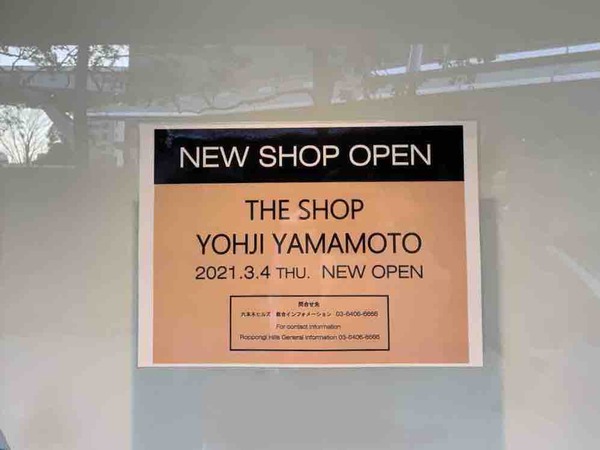 NEW SHOP OPEN
THE SHOP
YOHJI YAMAMOTO
2021.3.4 THU. NEW OPEN
問合せ先
六本木ヒルズ 総合インフォメーション 03-6406-6666
For contact information
Roppongi Hills General Information 03-6406-6666